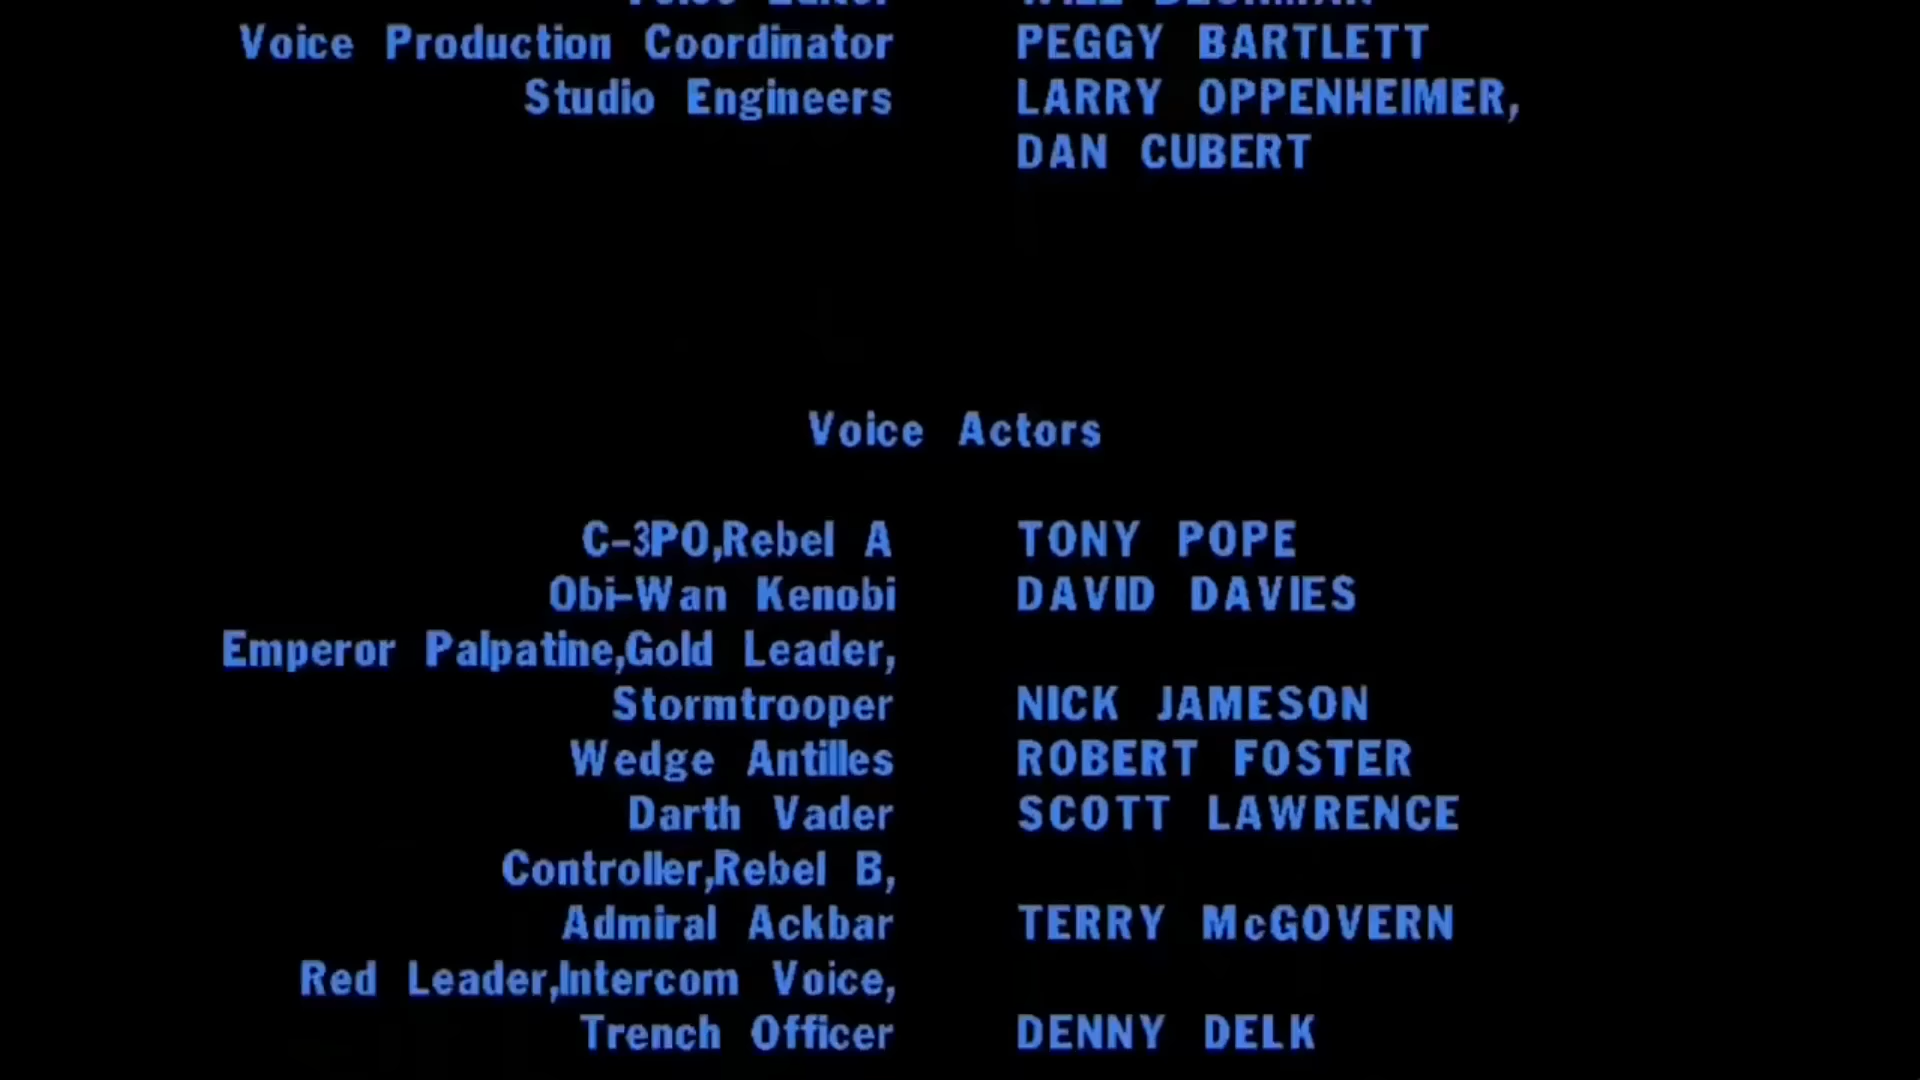 Voice Production Coordinator PEGGY BARTLETT
Studio Engineers LARRY OPPENHEIMER,
DAN CUBERT
Voice Actors
C-3PO,Rebel A TONY POPE
Obi-Wan Kenobi DAVID DAVIES
Emperor Palpatine,Gold Leader,
Stormtrooper NICK JAMESON
Wedge Antilles ROBERT FOSTER
Darth Vader SCOTT LAWRENCE
Controller,Rebel B,
Admiral Ackbar TERRY McGOVERN
Red Leader,Intercom Voice,
Trench Officer DENNY DELK